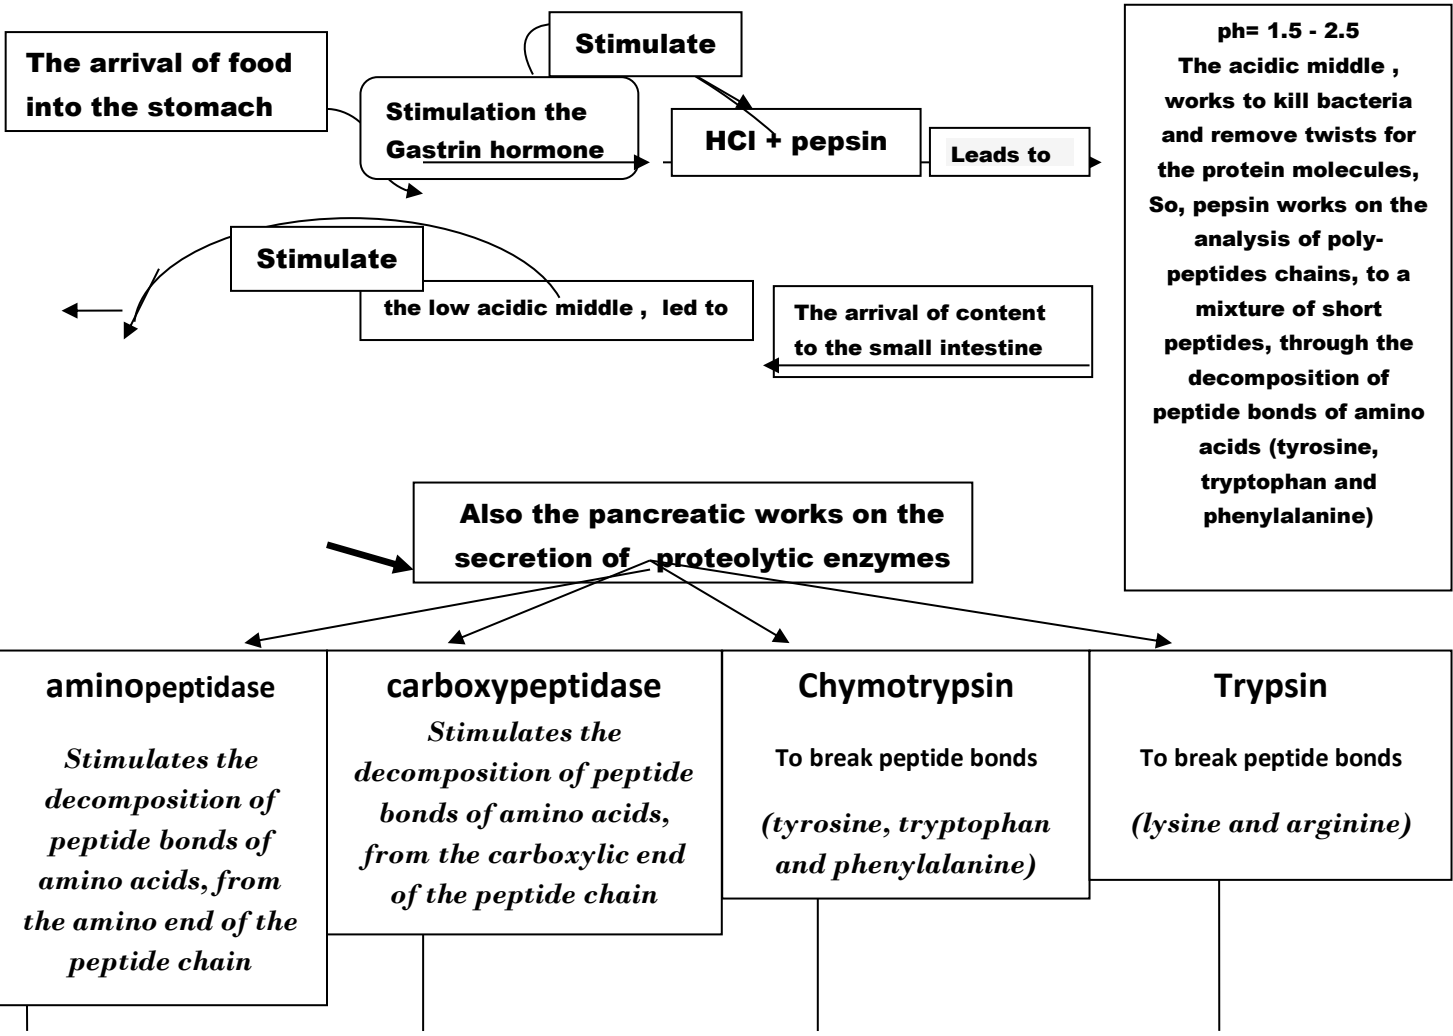 The arrival of food
into the stomach
Stimulate
Stimulation the
Gastrin hormone
HCl + pepsin
Leads to
ph= 1.5 - 2.5
The acidic middle ,
works to kill bacteria
and remove twists for
the protein molecules,
So, pepsin works on the
analysis of poly-
peptides chains, to a
mixture of short
peptides, through the
decomposition of
peptide bonds of amino
acids (tyrosine,
tryptophan and
phenylalanine)
Stimulate
the low acidic middle , led to
The arrival of content
to the small intestine
Also the pancreatic works on the
secretion of proteolytic enzymes
aminopeptidase
Stimulates the
decomposition of
peptide bonds of
amino acids, from
the amino end of the
peptide chain
carboxypeptidase
Stimulates the
decomposition of peptide
bonds of amino acids,
from the carboxylic end
of the peptide chain
Chymotrypsin
To break peptide bonds
(tyrosine, tryptophan
and phenylalanine)
Trypsin
To break peptide bonds
(lysine and arginine)